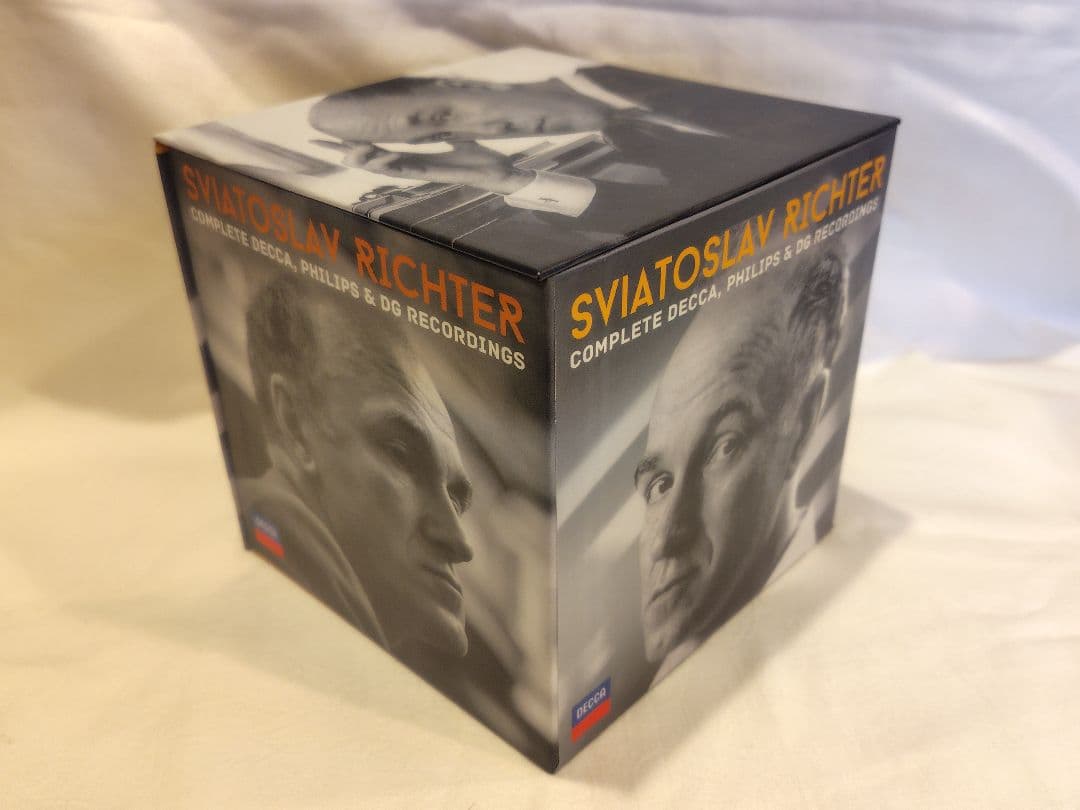 SVIATOSLAV RICHTER
COMPLETE DECCA, PHILIPS & DG RECORDINGS
DECCA
SVIATOSLAV RICHTER
COMPLETE DECCA, PHILIPS & DG RECORDINGS
DECCA